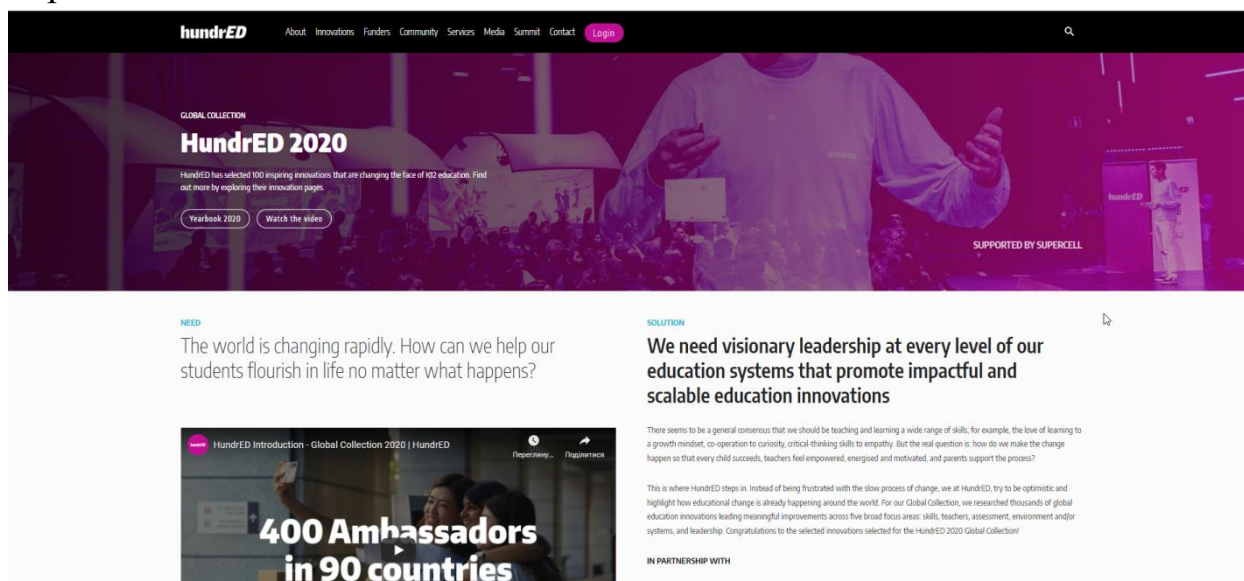 hundrED
About Innovations Funders Community Services Media Summit Contact Login
GLOBAL COLLECTION
HundrED 2020
HundrED has selected 100 inspiring innovations that are changing the face of K12 education. Find
out more by exploring their innovation pages.
Yearbook 2020 Watch the video
hundrED
SUPPORTED BY SUPERCELL
NEED
The world is changing rapidly. How can we help our
students flourish in life no matter what happens?
HundrED Introduction - Global Collection 2020 | HundrED
Перегляну... Поділитися
400 Ambassadors
in 90 countries
SOLUTION
We need visionary leadership at every level of our
education systems that promote impactful and
scalable education innovations
There seems to be a general consensus that we should be teaching and learning a wide range of skills; for example, the love of learning to
a growth mindset, co-operation to curiosity, critical-thinking skills to empathy. But the real question is: how do we make the change
happen so that every child succeeds, teachers feel empowered, energised and motivated, and parents support the process?
This is where HundrED steps in. Instead of being frustrated with the slow process of change, we at HundrED, try to be optimistic and
highlight how educational change is already happening around the world. For our Global Collection, we researched thousands of global
education innovations leading meaningful improvements across five broad focus areas: skills, teachers, assessment, environment and/or
systems, and leadership. Congratulations to the selected innovations selected for the HundrED 2020 Global Collection!
IN PARTNERSHIP WITH